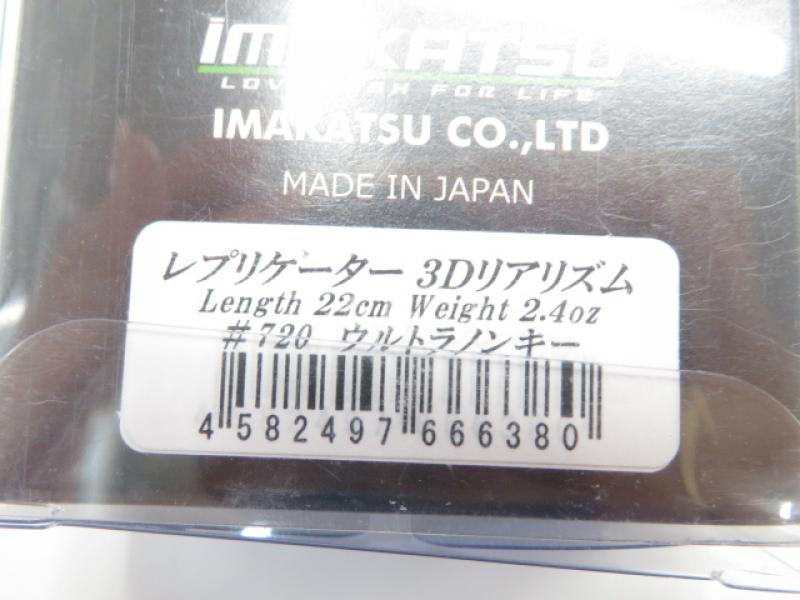 IMAKATSU
LOVE FISH FOR LIFE
IMAKATSU CO.,LTD
MADE IN JAPAN
レプリケーター 3Dリアリズム
Length 22cm Weight 2.4oz
#720 ウルトラノンキー
4 582497 666380